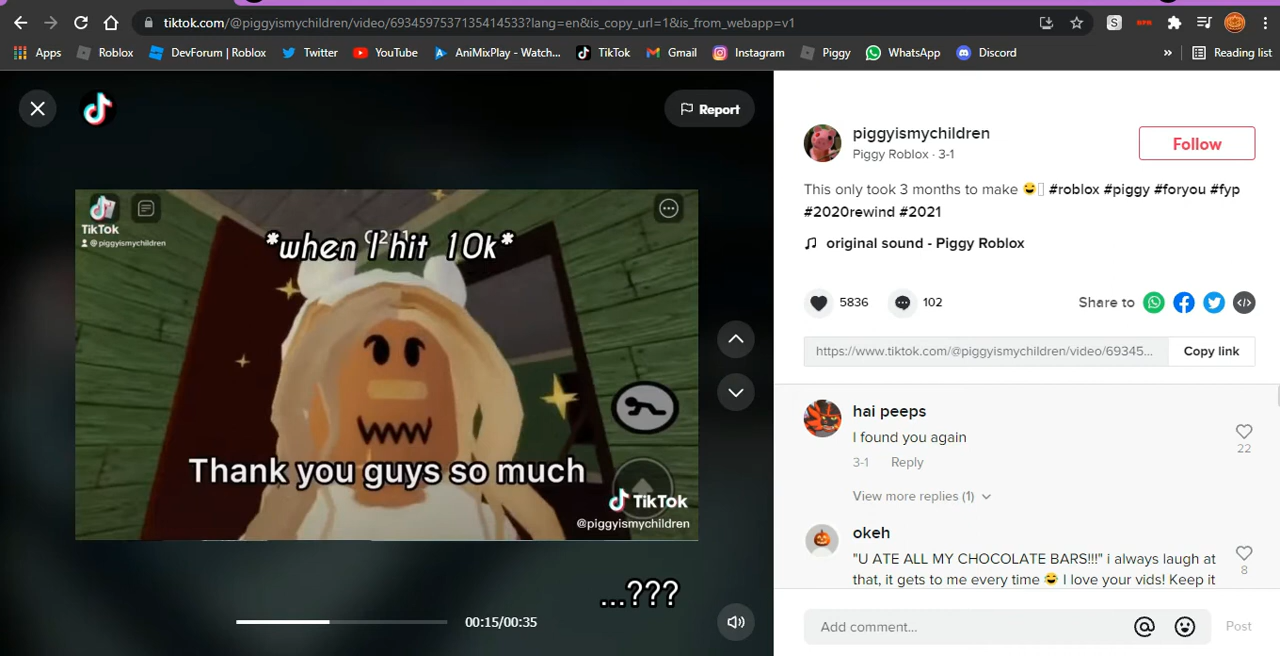 tiktok.com/@piggyismychildren/video/6934597537135414533?lang=en&is_copy_url=1&is_from_webapp=v1
Apps Roblox DevForum | Roblox Twitter YouTube AniMixPlay - Watch... TikTok Gmail Instagram Piggy WhatsApp Discord » Reading list
Report
TikTok
@piggyismychildren
*when I hit 10k*
Thank you guys so much
TikTok
@piggyismychildren
...???
00:15/00:35
piggyismychildren
Piggy Roblox · 3-1
Follow
This only took 3 months to make 😅 #roblox #piggy #foryou #fyp
#2020rewind #2021
original sound - Piggy Roblox
5836 102 Share to
https://www.tiktok.com/@piggyismychildren/video/69345... Copy link
hai peeps
I found you again
22
3-1 Reply
View more replies (1)
okeh
"U ATE ALL MY CHOCOLATE BARS!!!" i always laugh at
that, it gets to me every time 😂 I love your vids! Keep it
8
Add comment... Post